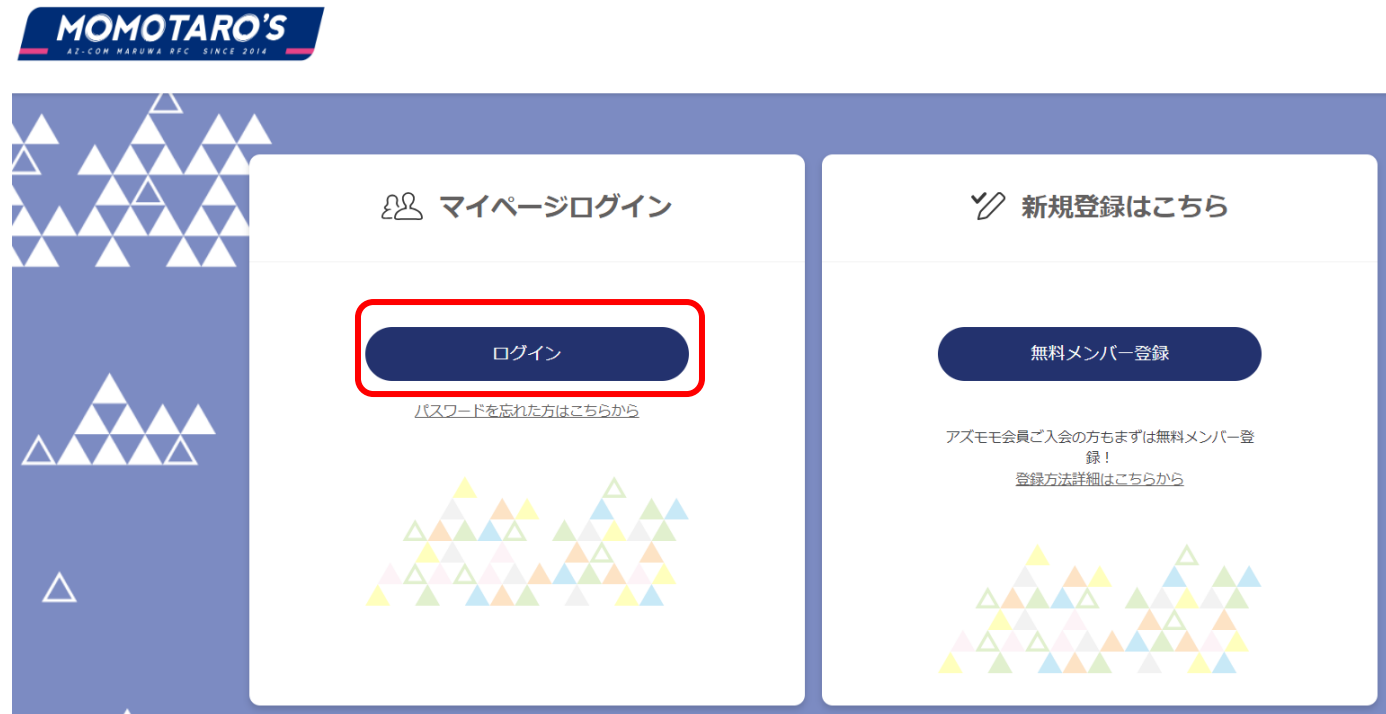 MOMOTARO'S
AZ-COM MARUWA RFC SINCE 2014
マイページログイン
ログイン
パスワードを忘れた方はこちらから
新規登録はこちら
無料メンバー登録
アズモモ会員ご入会の方もまずは無料メンバー登
録！
登録方法詳細はこちらから